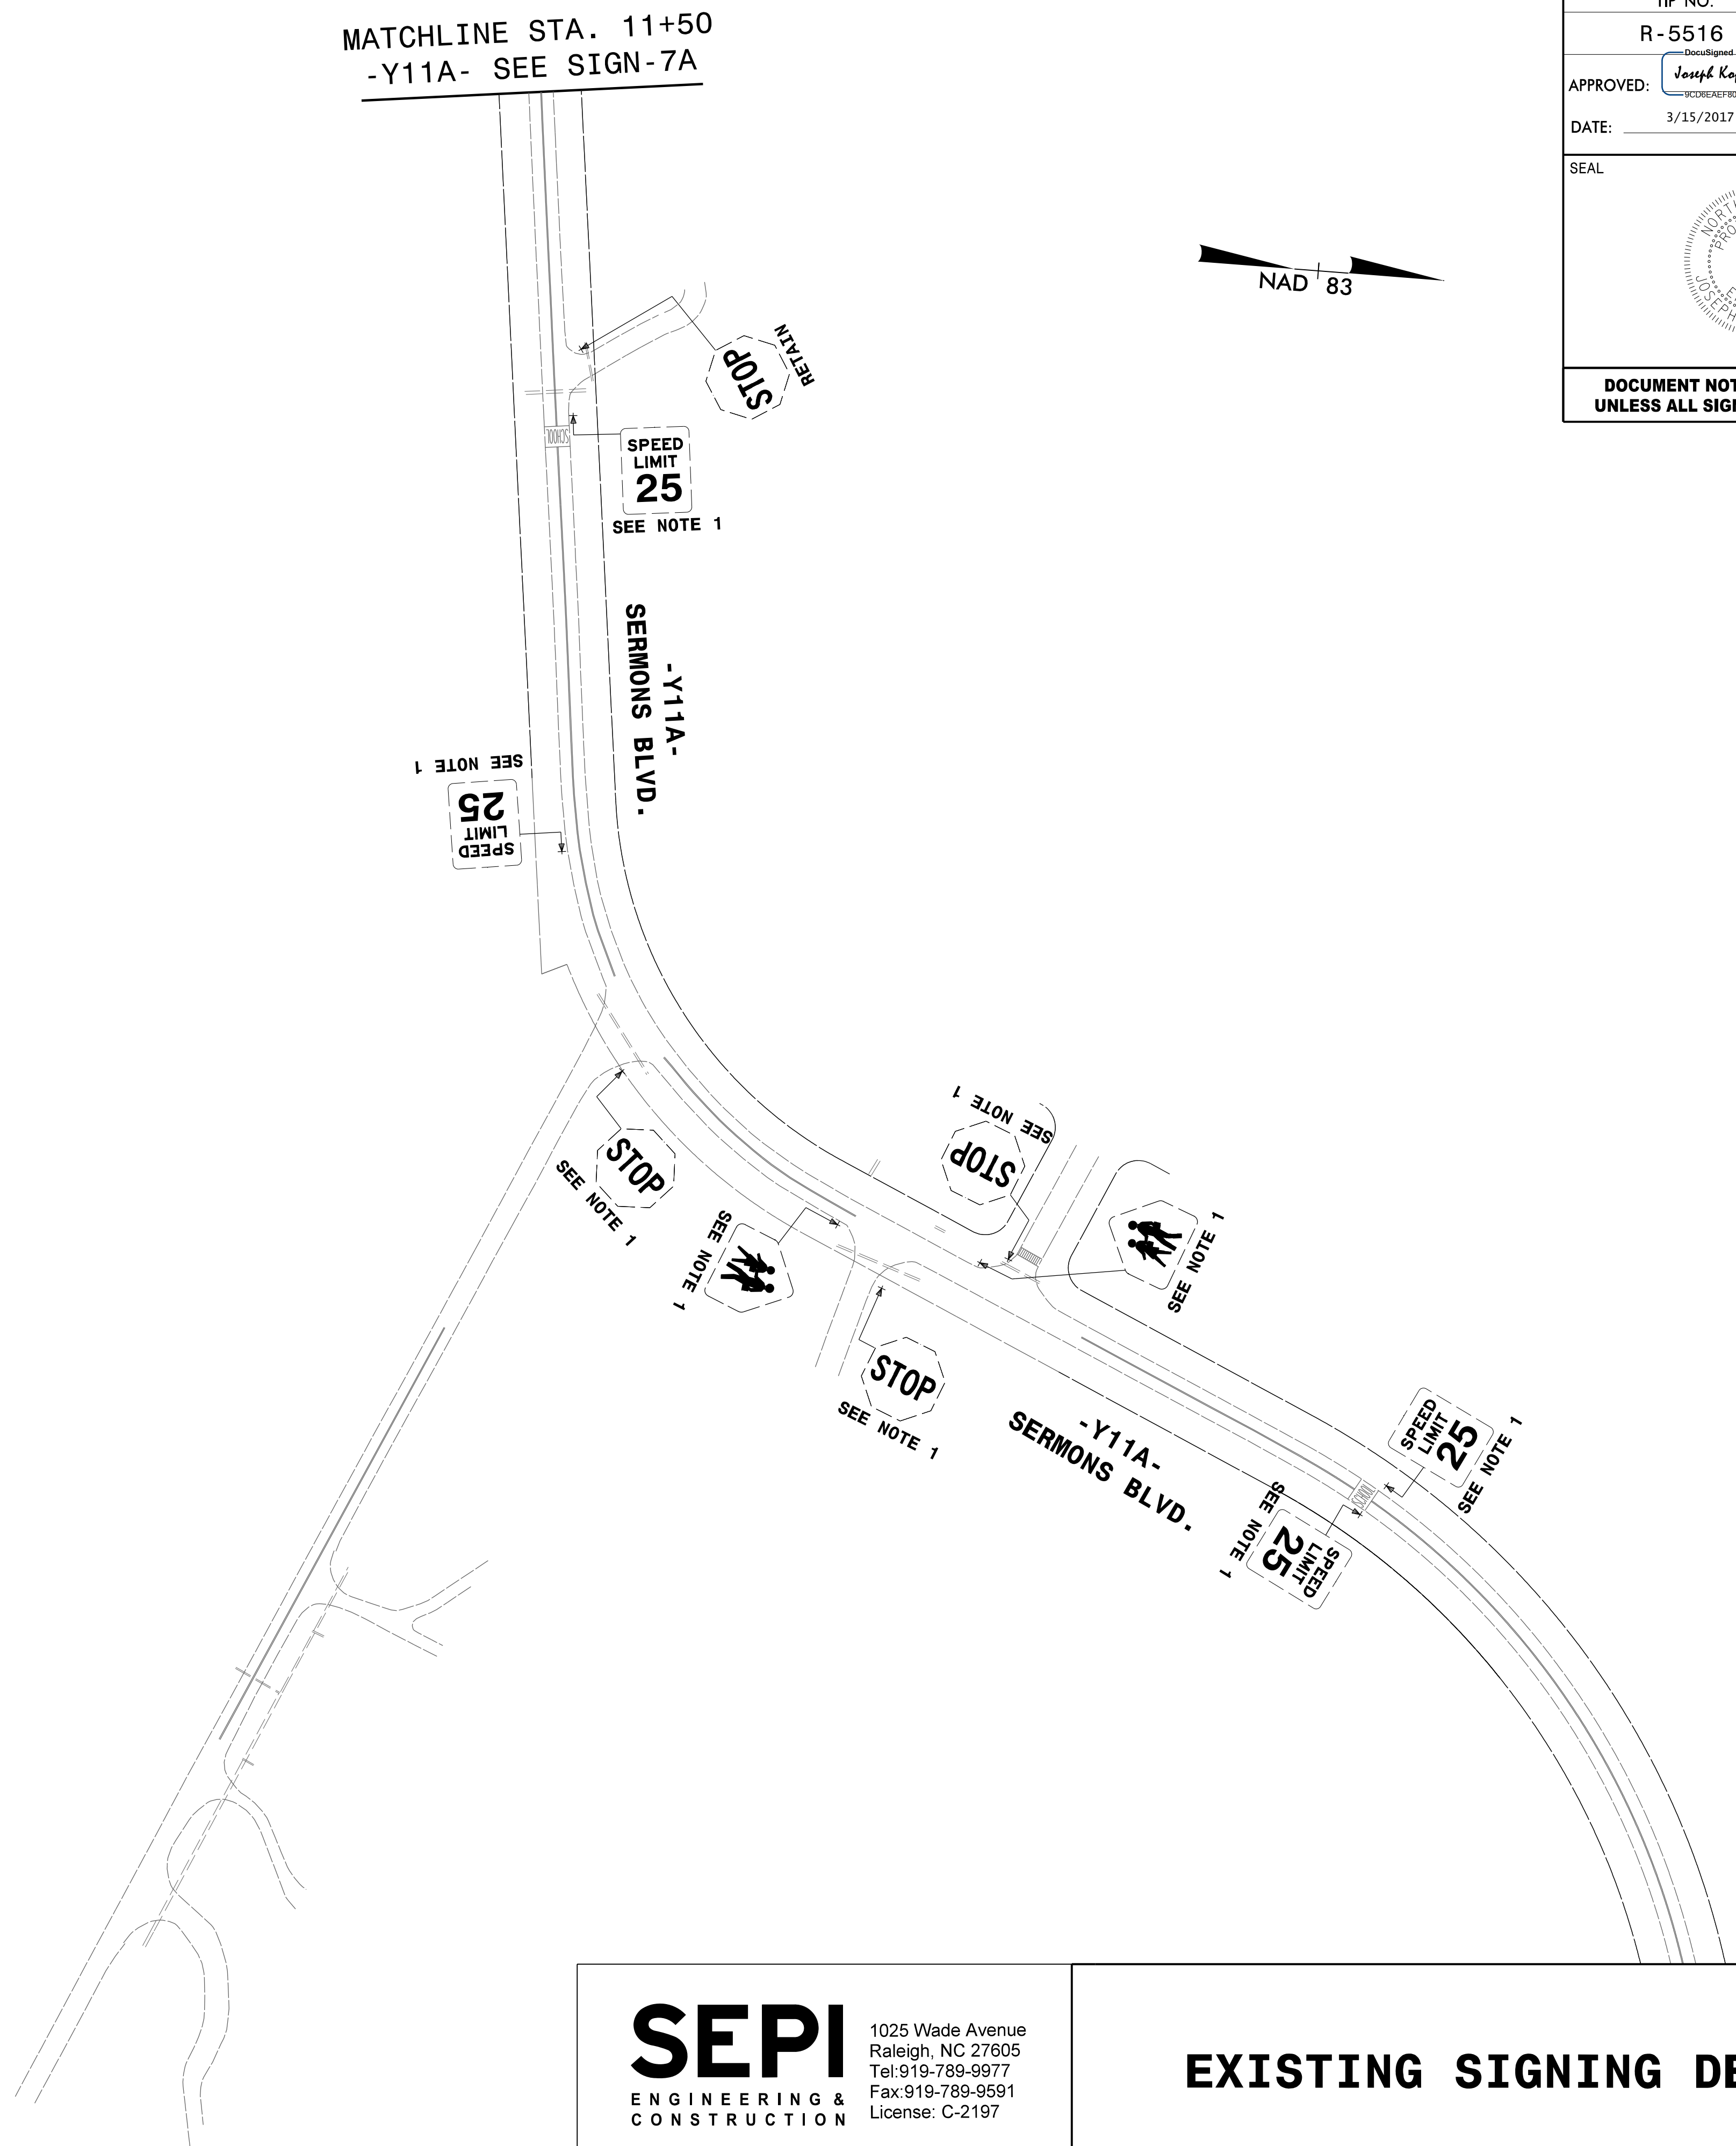 MATCHLINE STA. 11+50
-Y11A- SEE SIGN-7A
TIP NO.
R-5516
DocuSigned
Joseph
APPROVED:
9CD6EAEF80
DATE: 3/15/2017
SEAL
DOCUMENT NOT
UNLESS ALL
NAD 83
STOP
RETAIN
SCHOOL
SPEED
LIMIT
25
SEE NOTE 1
-Y11A-
SERMONS BLVD.
SPEED
LIMIT
25
SEE NOTE 1
STOP
SEE NOTE 1
SEE NOTE 1
STOP
SEE NOTE 1
SEE NOTE 1
STOP
SEE NOTE 1
-Y11A-
SERMONS BLVD.
SPEED
LIMIT
25
SEE NOTE 1
SCHOOL
SPEED
LIMIT
25
SEE NOTE 1
SEPI
ENGINEERING &
CONSTRUCTION
1025 Wade Avenue
Raleigh, NC 27605
Tel:919-789-9977
Fax:919-789-9591
License: C-2197
EXISTING SIGNING DE